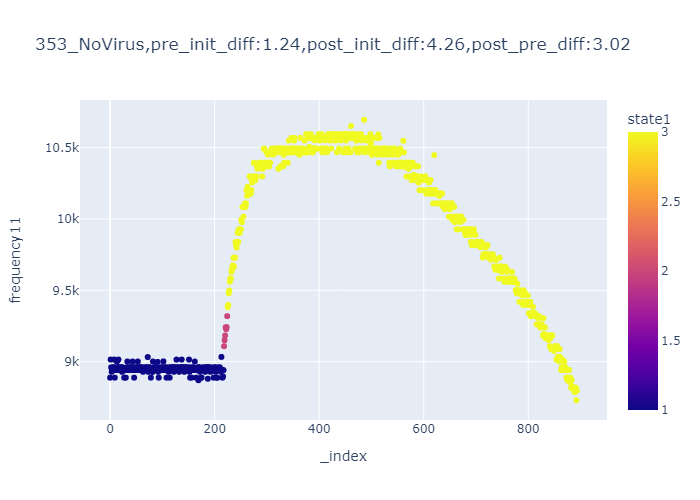 353_NoVirus,pre_init_diff:1.24,post_init_diff:4.26,post_pre_diff:3.02
state1
3
2.5
2
1.5
1
10.5k
10k
9.5k
9k
frequency11
0
200
400
600
800
_index